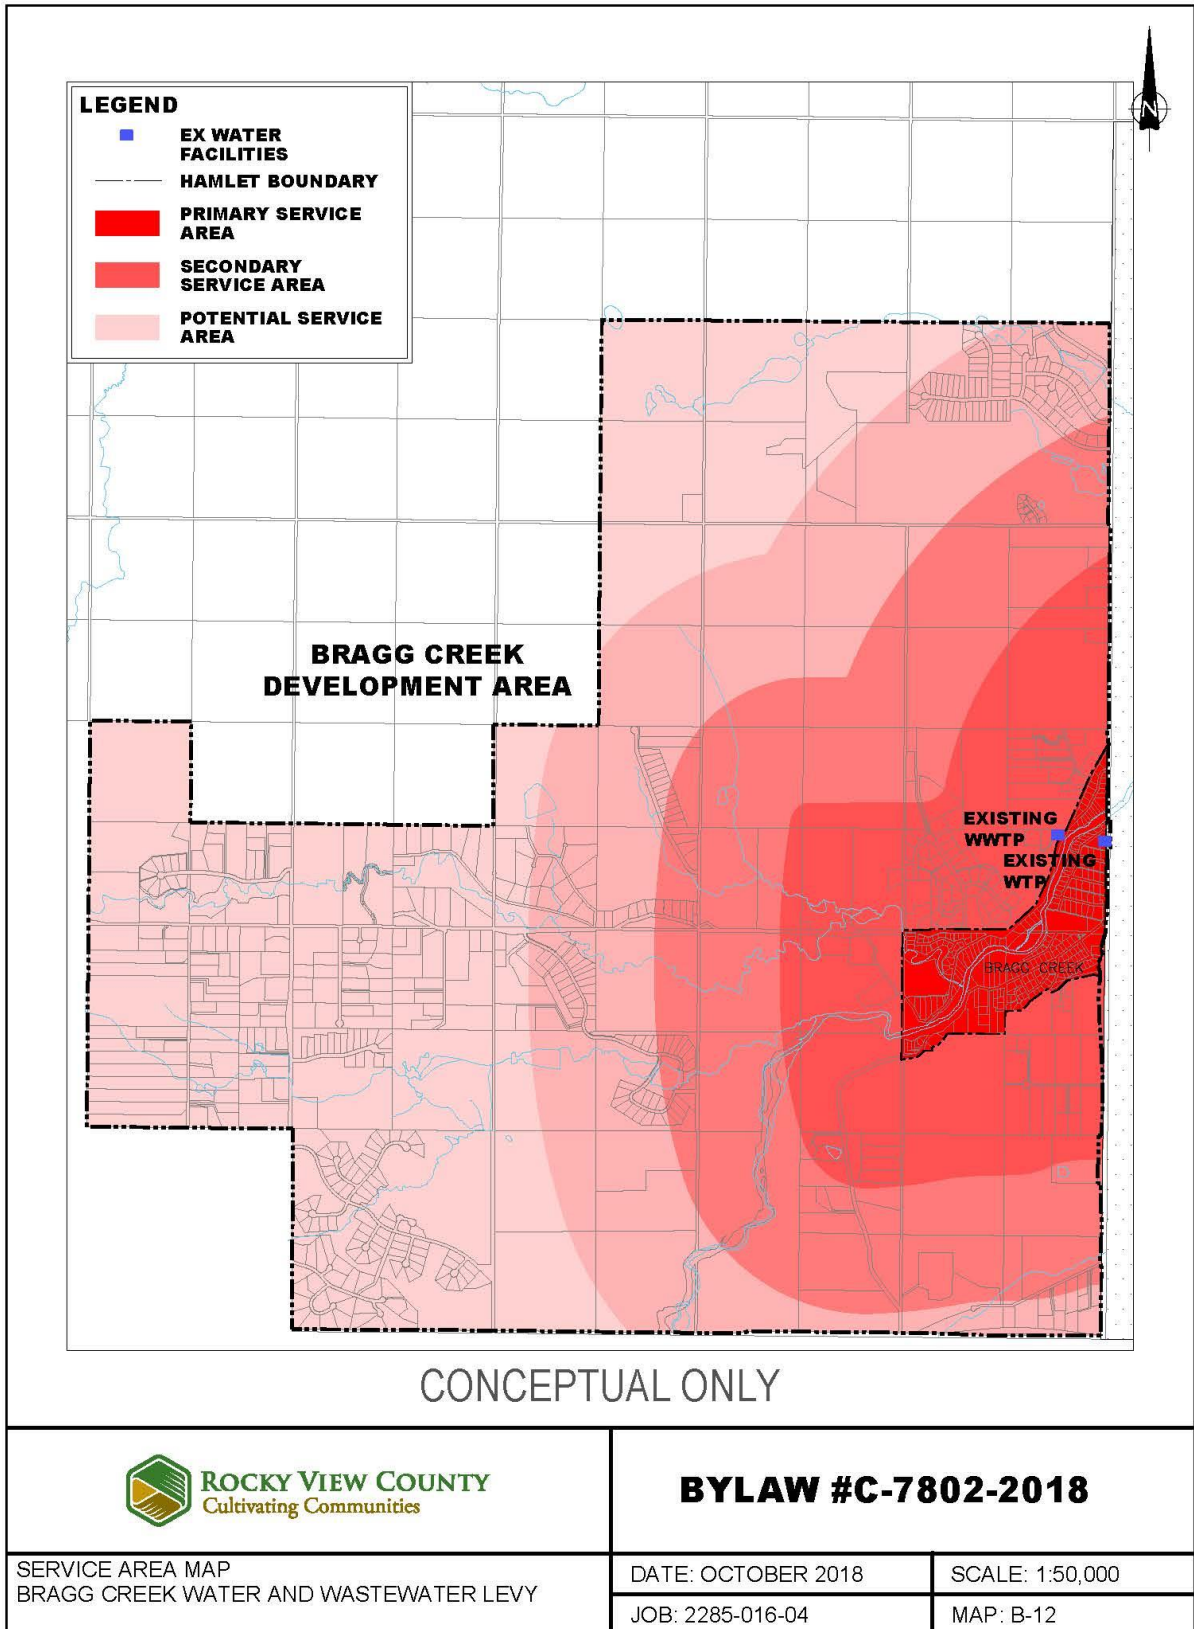 N
LEGEND
EX WATER
FACILITIES
HAMLET BOUNDARY
PRIMARY SERVICE
AREA
SECONDARY
SERVICE AREA
POTENTIAL SERVICE
AREA
BRAGG CREEK
DEVELOPMENT AREA
EXISTING
WWTP
EXISTING
WTP
BRAGG CREEK
CONCEPTUAL ONLY
ROCKY VIEW COUNTY
Cultivating Communities
BYLAW #C-7802-2018
SERVICE AREA MAP
BRAGG CREEK WATER AND WASTEWATER LEVY
DATE: OCTOBER 2018
SCALE: 1:50,000
JOB: 2285-016-04
MAP: B-12